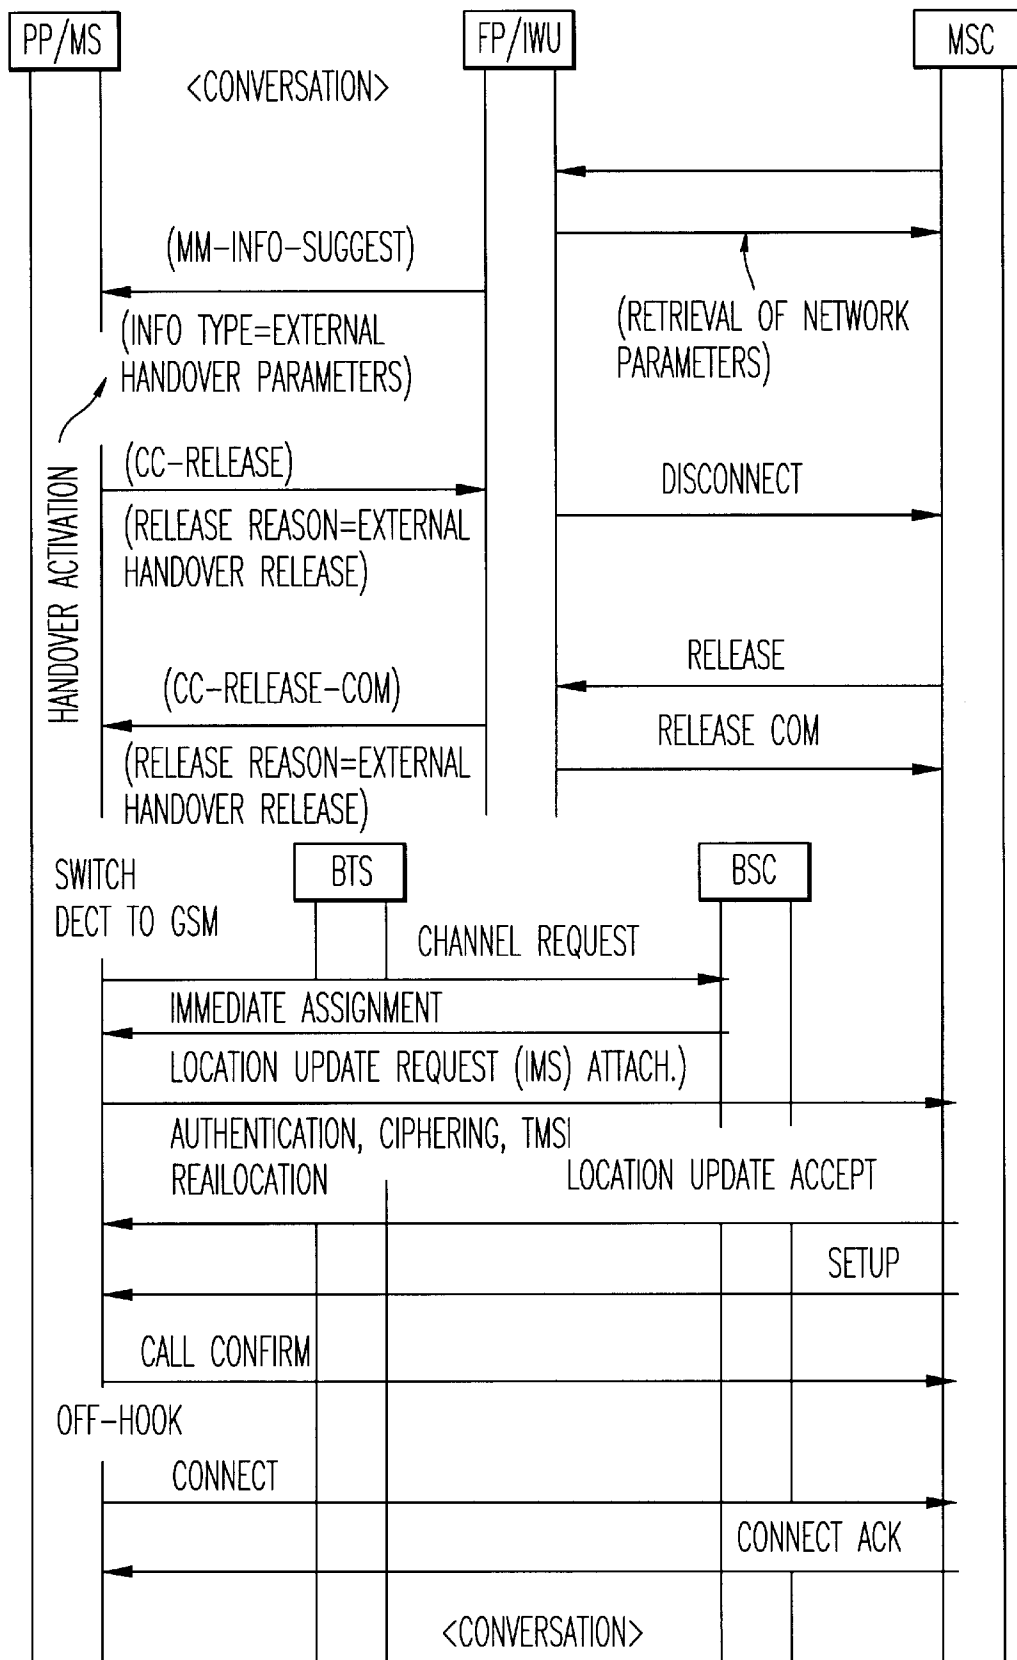 PP/MS
FP/IWU
MSC
<CONVERSATION>
(MM-INFO-SUGGEST)
(INFO TYPE=EXTERNAL
HANDOVER PARAMETERS)
(RETRIEVAL OF NETWORK
PARAMETERS)
HANDOVER ACTIVATION
(CC-RELEASE)
(RELEASE REASON=EXTERNAL
HANDOVER RELEASE)
DISCONNECT
RELEASE
(CC-RELEASE-COM)
RELEASE COM
(RELEASE REASON=EXTERNAL
HANDOVER RELEASE)
SWITCH
DECT TO GSM
BTS
BSC
CHANNEL REQUEST
IMMEDIATE ASSIGNMENT
LOCATION UPDATE REQUEST (IMS) ATTACH.)
AUTHENTICATION, CIPHERING, TMSI
REAILOCATION
LOCATION UPDATE ACCEPT
SETUP
CALL CONFIRM
OFF-HOOK
CONNECT
CONNECT ACK
<CONVERSATION>